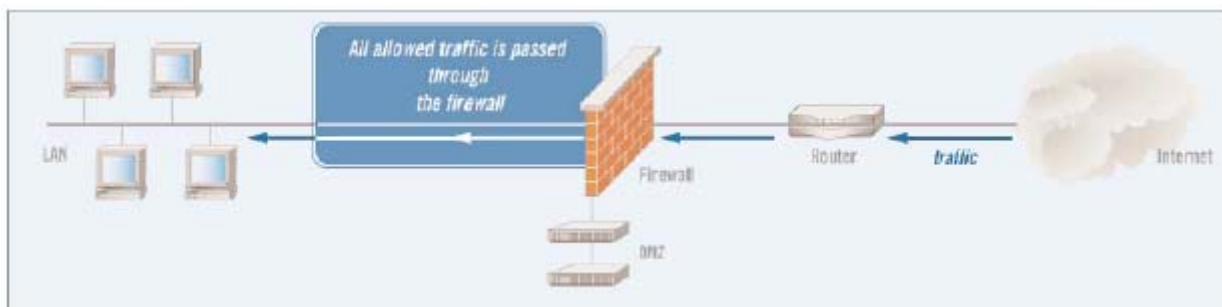 All allowed traffic is passed
through
the firewall
LAN
Firewall
DMZ
Router
traffic
Internet